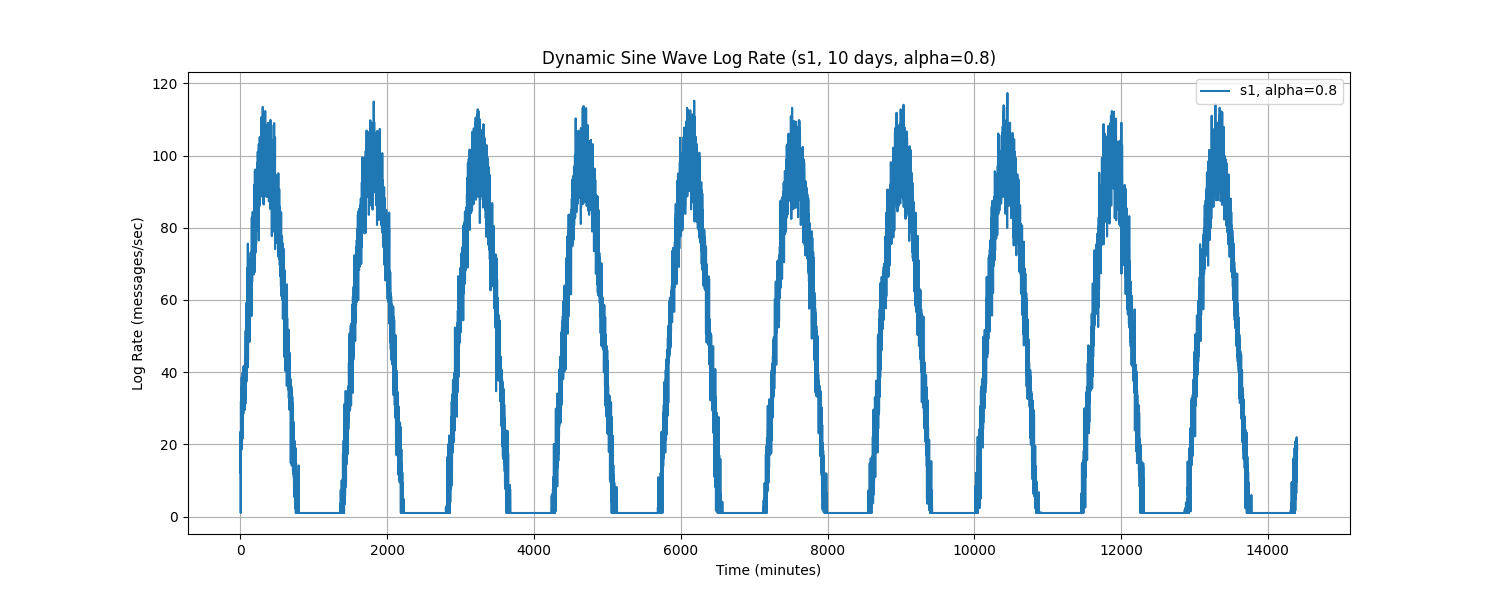 Dynamic Sine Wave Log Rate (s1, 10 days, alpha=0.8)
s1, alpha=0.8
Log Rate (messages/sec)
120
100
80
60
40
20
0
0 2000 4000 6000 8000 10000 12000 14000
Time (minutes)